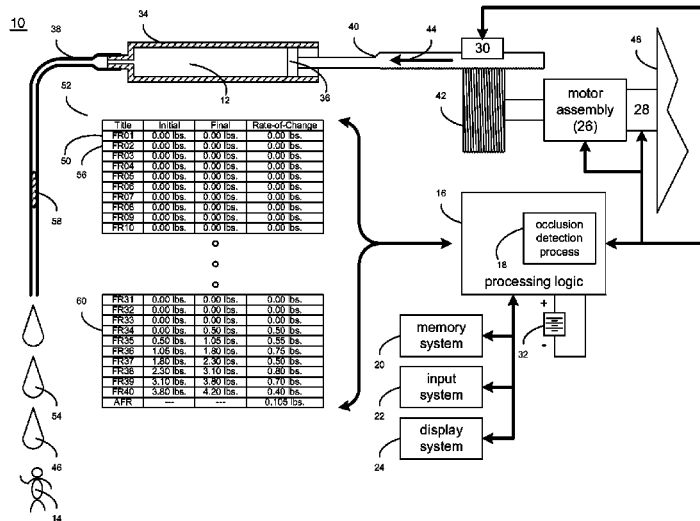 10
38
34
40
44
30
48
12
36
42
motor
assembly
(26)
28
52
50
56
Title Initial Final Rate-of-Change
FR01 0.00 lbs. 0.00 lbs. 0.00 lbs.
FR02 0.00 lbs. 0.00 lbs. 0.00 lbs.
FR03 0.00 lbs. 0.00 lbs. 0.00 lbs.
FR04 0.00 lbs. 0.00 lbs. 0.00 lbs.
FR05 0.00 lbs. 0.00 lbs. 0.00 lbs.
FR06 0.00 lbs. 0.00 lbs. 0.00 lbs.
FR07 0.00 lbs. 0.00 lbs. 0.00 lbs.
FR08 0.00 lbs. 0.00 lbs. 0.00 lbs.
FR09 0.00 lbs. 0.00 lbs. 0.00 lbs.
FR10 0.00 lbs. 0.00 lbs. 0.00 lbs.
58
16
occlusion
detection
process
18
processing logic
60
FR31 0.00 lbs. 0.00 lbs. 0.00 lbs.
FR32 0.00 lbs. 0.00 lbs. 0.00 lbs.
FR33 0.00 lbs. 0.00 lbs. 0.00 lbs.
FR34 0.00 lbs. 0.50 lbs. 0.50 lbs.
FR35 0.50 lbs. 1.05 lbs. 0.55 lbs.
FR36 1.05 lbs. 1.80 lbs. 0.75 lbs.
FR37 1.80 lbs. 2.30 lbs. 0.50 lbs.
FR38 2.30 lbs. 3.10 lbs. 0.80 lbs.
FR39 3.10 lbs. 3.80 lbs. 0.70 lbs.
FR40 3.80 lbs. 4.20 lbs. 0.40 lbs.
AFR --- --- 0.105 lbs.
+
-
32
memory
system
20
input
system
22
display
system
24
54
46
14